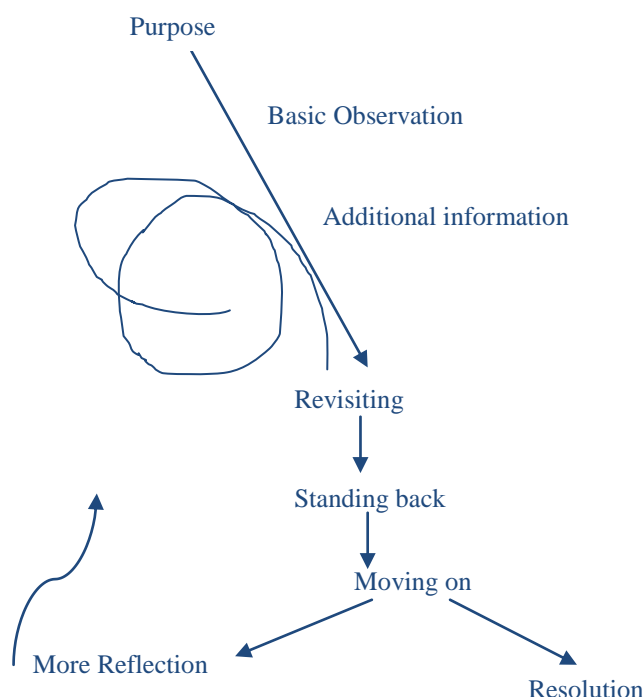 Purpose
Basic Observation
Additional information
Revisiting
Standing back
Moving on
More Reflection
Resolution